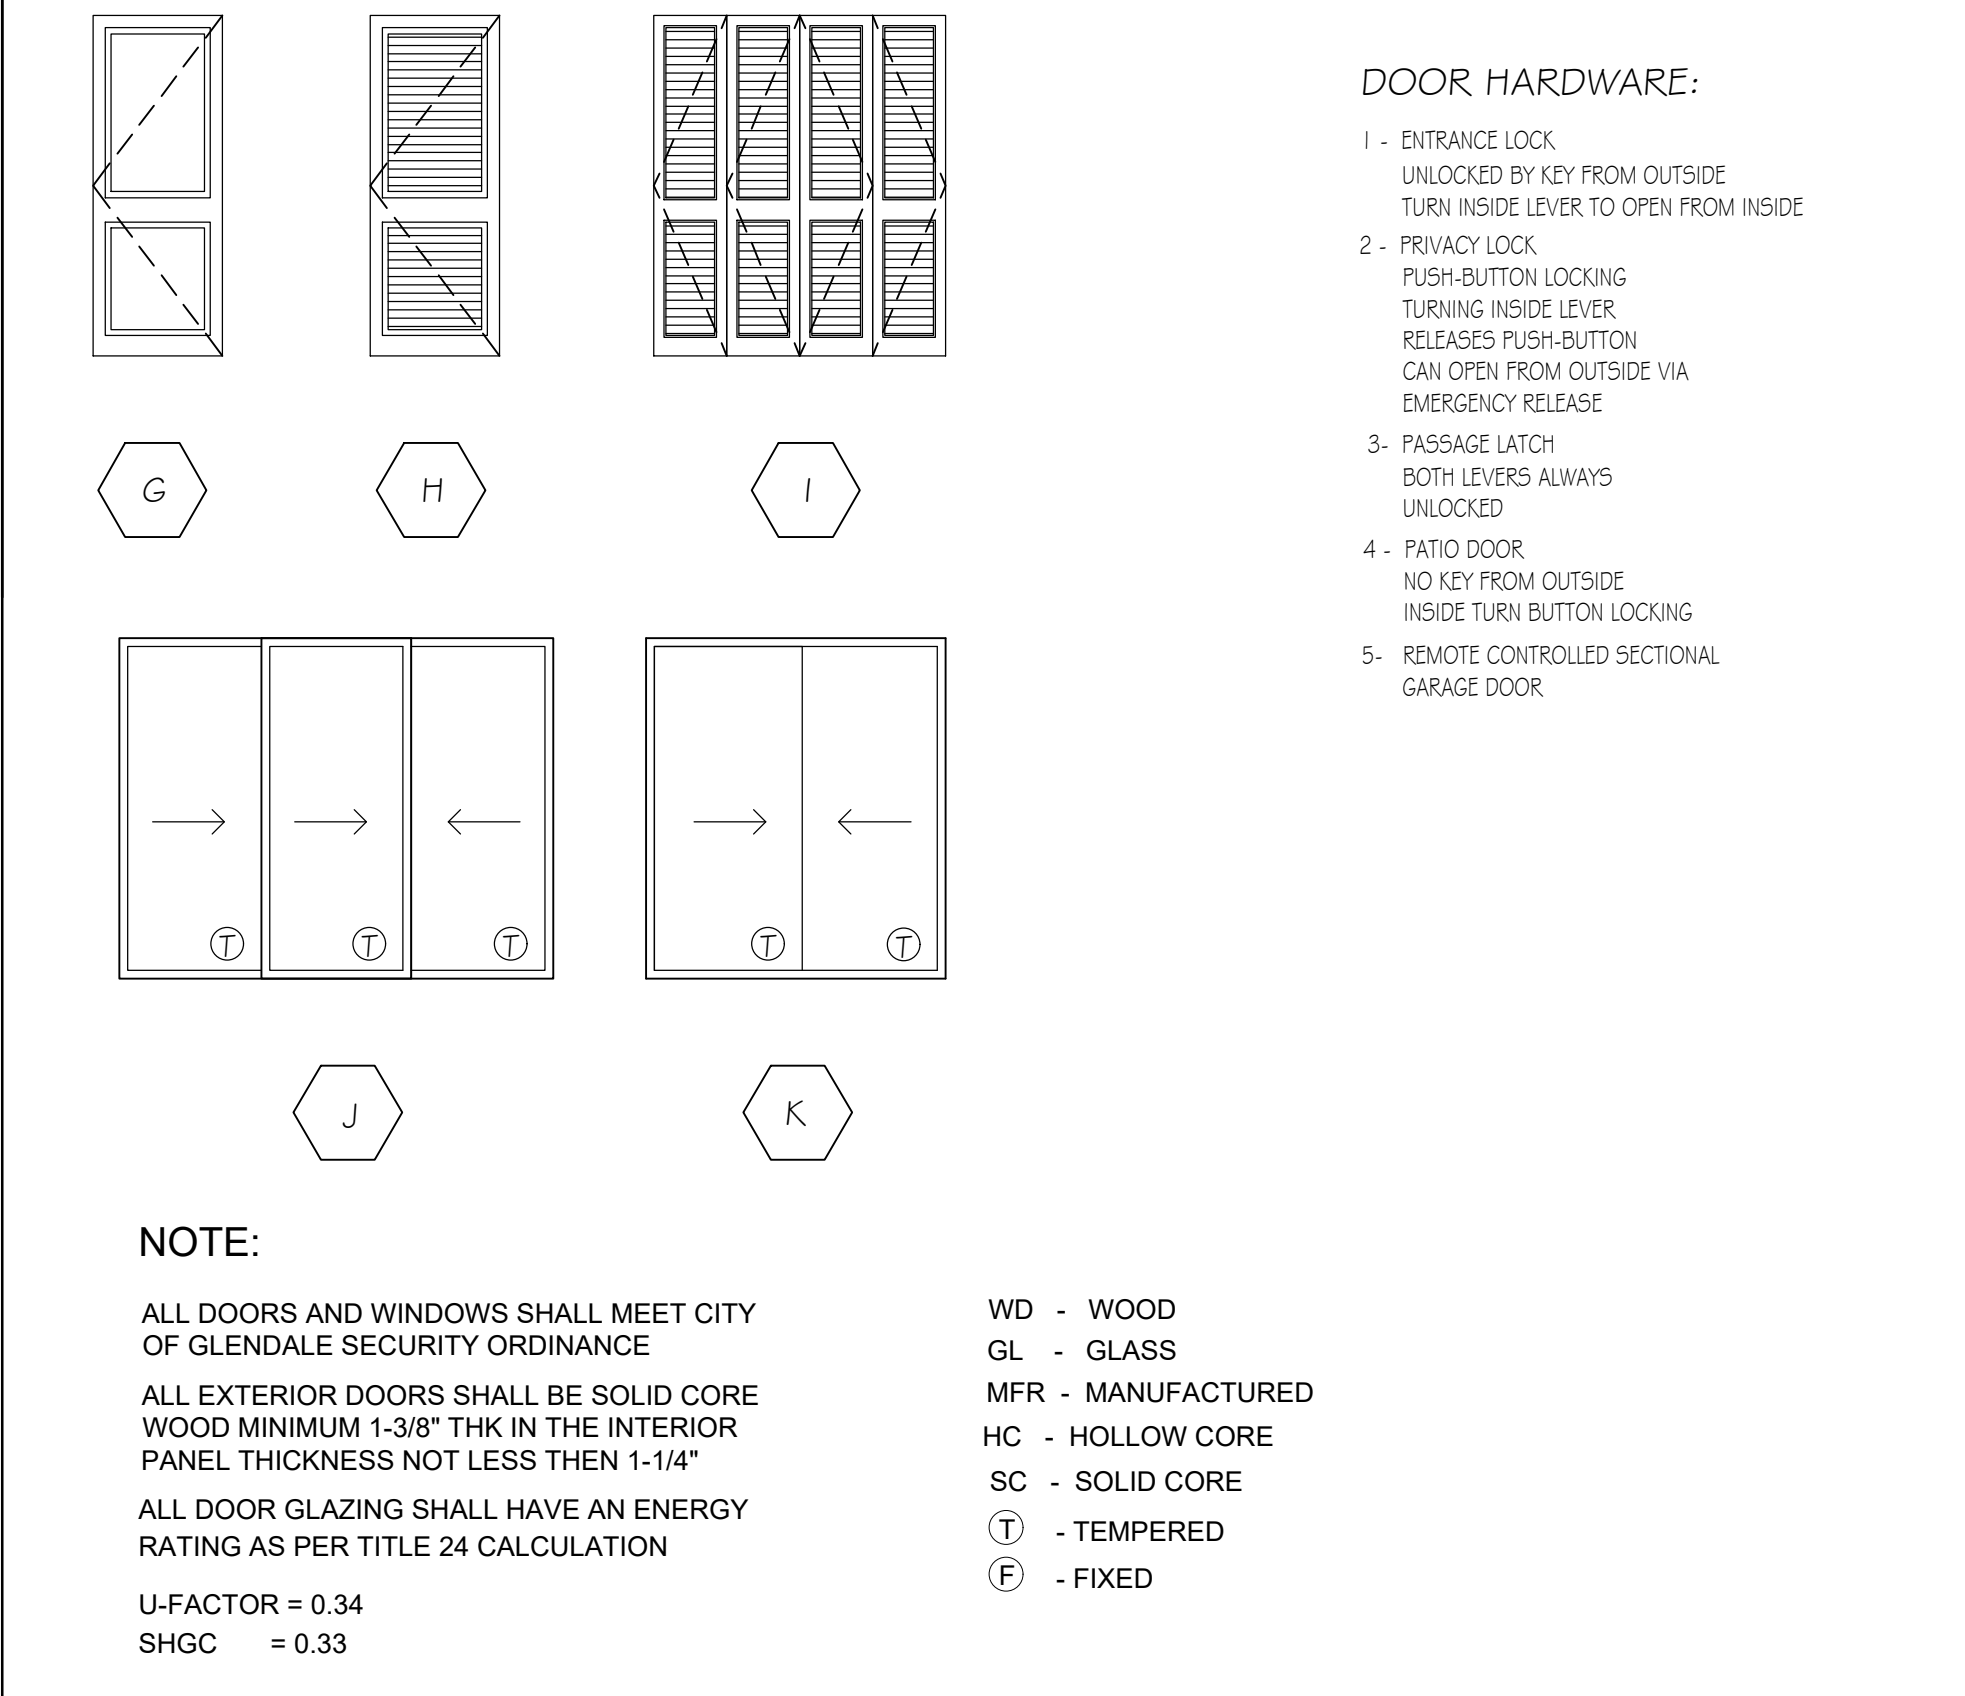 G
H
I
DOOR HARDWARE:
1 - ENTRANCE LOCK
UNLOCKED BY KEY FROM OUTSIDE
TURN INSIDE LEVER TO OPEN FROM INSIDE
2 - PRIVACY LOCK
PUSH-BUTTON LOCKING
TURNING INSIDE LEVER
RELEASES PUSH-BUTTON
CAN OPEN FROM OUTSIDE VIA
EMERGENCY RELEASE
3- PASSAGE LATCH
BOTH LEVERS ALWAYS
UNLOCKED
4 - PATIO DOOR
NO KEY FROM OUTSIDE
INSIDE TURN BUTTON LOCKING
5- REMOTE CONTROLLED SECTIONAL
GARAGE DOOR
T
T
T
T
T
J
K
NOTE:
ALL DOORS AND WINDOWS SHALL MEET CITY
OF GLENDALE SECURITY ORDINANCE
ALL EXTERIOR DOORS SHALL BE SOLID CORE
WOOD MINIMUM 1-3/8" THK IN THE INTERIOR
PANEL THICKNESS NOT LESS THEN 1-1/4"
ALL DOOR GLAZING SHALL HAVE AN ENERGY
RATING AS PER TITLE 24 CALCULATION
U-FACTOR = 0.34
SHGC = 0.33
WD - WOOD
GL - GLASS
MFR - MANUFACTURED
HC - HOLLOW CORE
SC - SOLID CORE
T - TEMPERED
F - FIXED